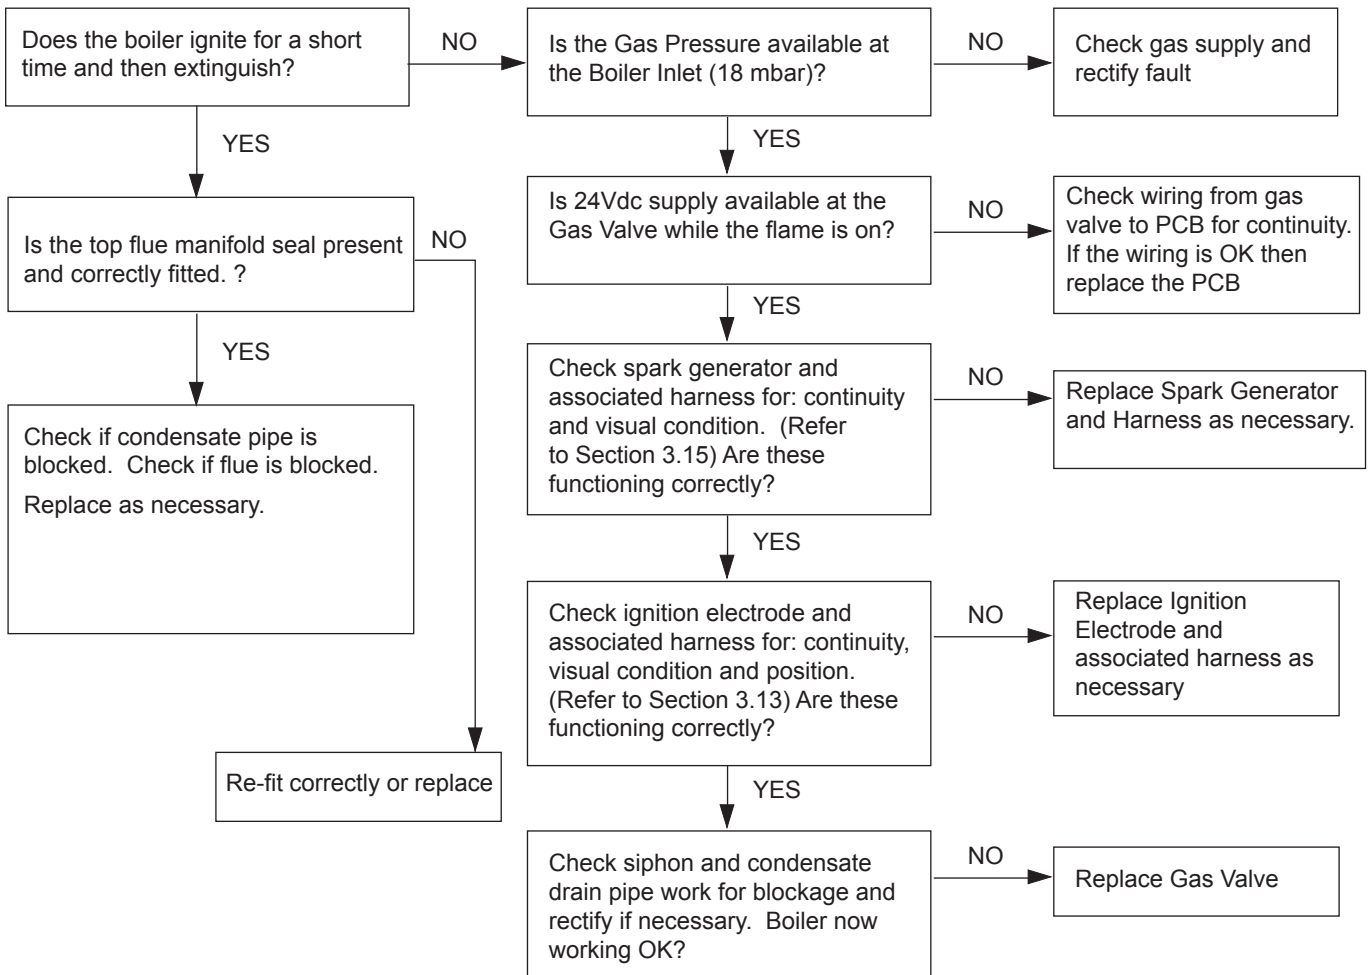 Does the boiler ignite for a short
time and then extinguish?
NO
Is the Gas Pressure available at
the Boiler Inlet (18 mbar)?
NO
Check gas supply and
rectify fault
YES
YES
Is the top flue manifold seal present
and correctly fitted. ?
NO
Is 24Vdc supply available at the
Gas Valve while the flame is on?
NO
Check wiring from gas
valve to PCB for continuity.
If the wiring is OK then
replace the PCB
YES
YES
Check if condensate pipe is
blocked.  Check if flue is blocked.
Replace as necessary.
Check spark generator and
associated harness for: continuity
and visual condition.  (Refer
to Section 3.15) Are these
functioning correctly?
NO
Replace Spark Generator
and Harness as necessary.
YES
Check ignition electrode and
associated harness for: continuity,
visual condition and position.
(Refer to Section 3.13) Are these
functioning correctly?
NO
Replace Ignition
Electrode and
associated harness as
necessary
Re-fit correctly or replace
YES
Check siphon and condensate
drain pipe work for blockage and
rectify if necessary.  Boiler now
working OK?
NO
Replace Gas Valve